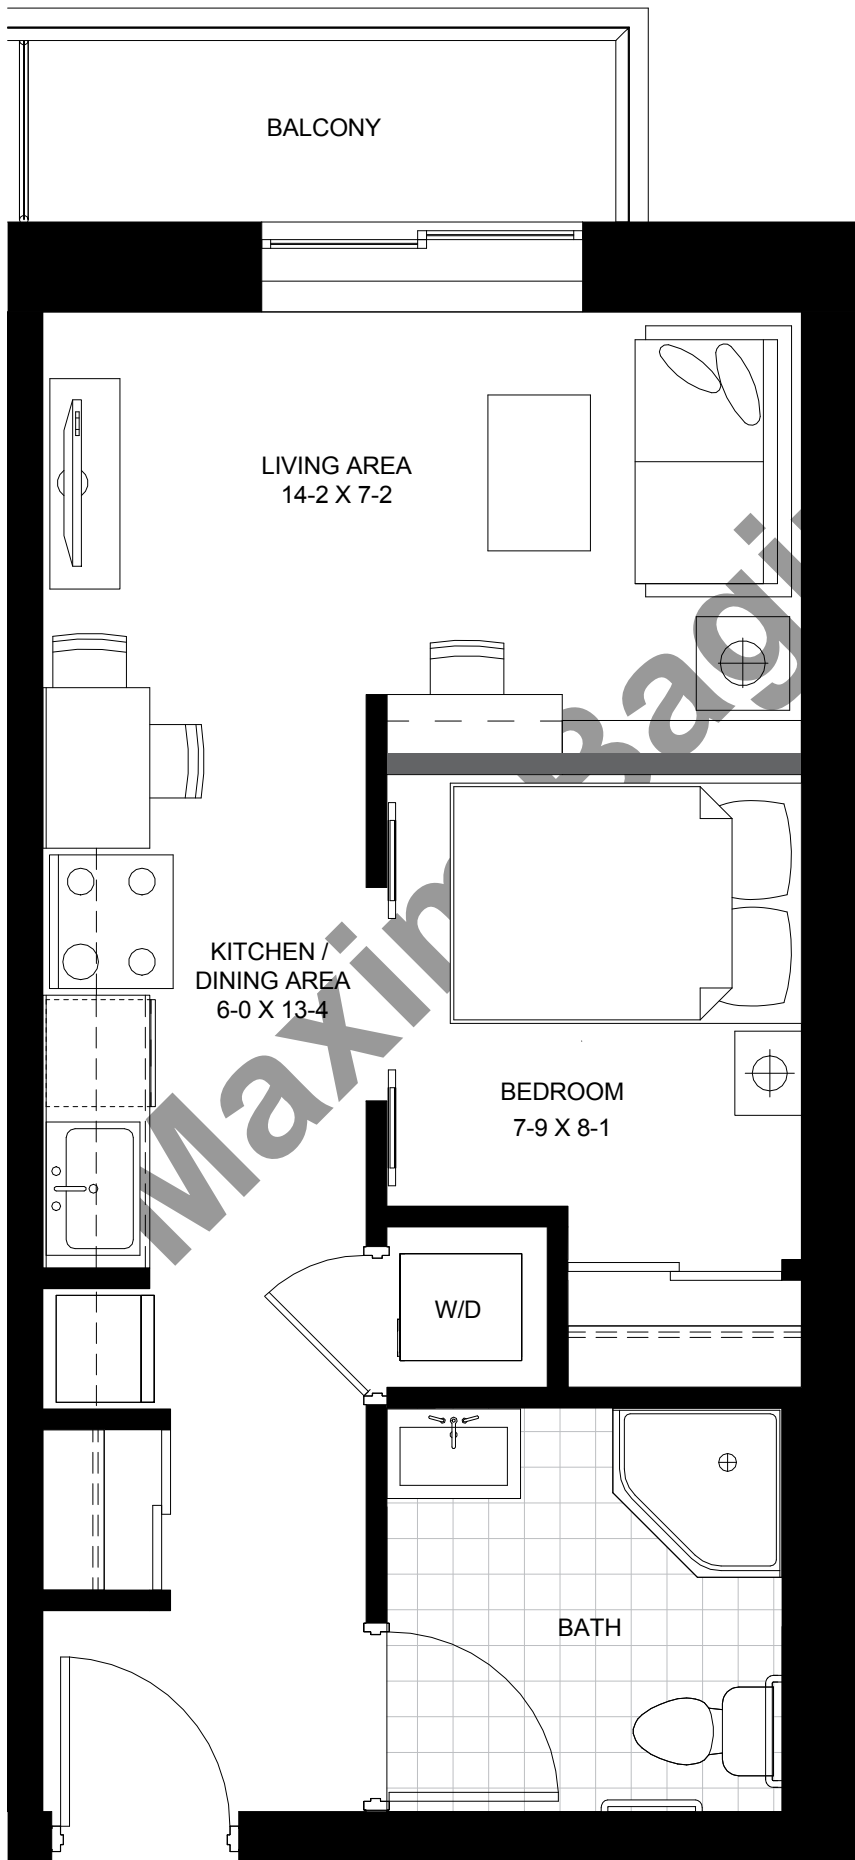 BALCONY
LIVING AREA
14-2 X 7-2
KITCHEN /
DINING AREA
6-0 X 13-4
BEDROOM
7-9 X 8-1
W/D
BATH